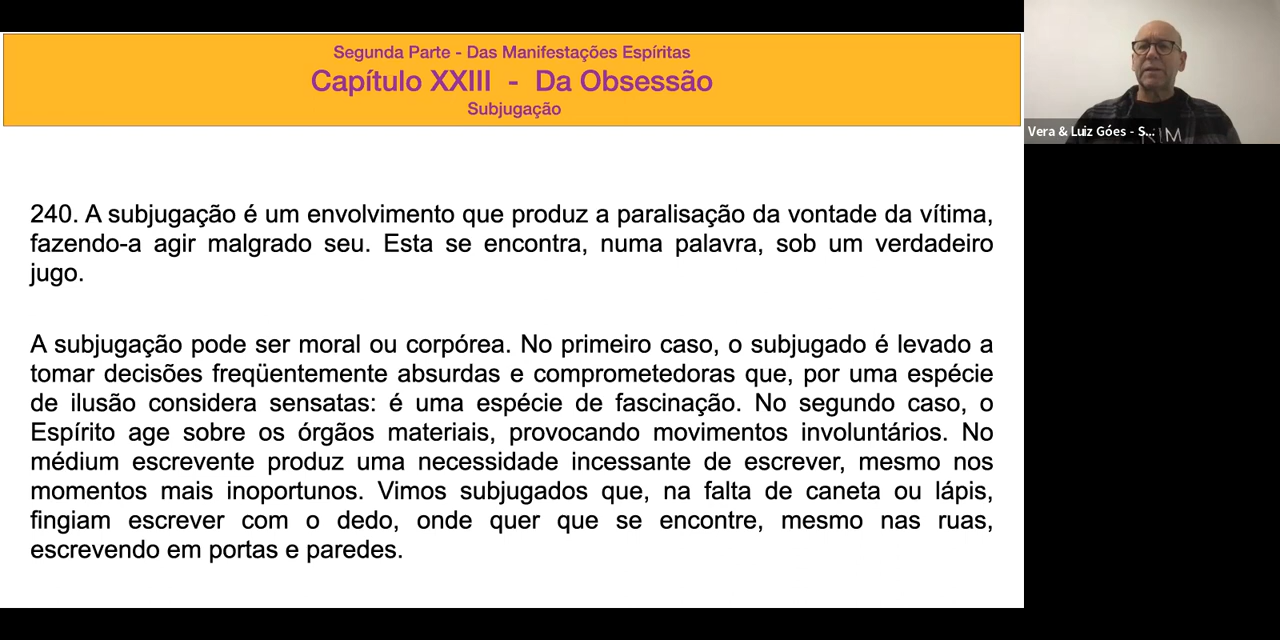 Segunda Parte - Das Manifestações Espíritas
Capítulo XXIII - Da Obsessão
Subjugação
240. A subjugação é um envolvimento que produz a paralisação da vontade da vítima,
fazendo-a agir malgrado seu. Esta se encontra, numa palavra, sob um verdadeiro
jugo.
A subjugação pode ser moral ou corpórea. No primeiro caso, o subjugado é levado a
tomar decisões freqüentemente absurdas e comprometedoras que, por uma espécie
de ilusão considera sensatas: é uma espécie de fascinação. No segundo caso, o
Espírito age sobre os órgãos materiais, provocando movimentos involuntários. No
médium escrevente produz uma necessidade incessante de escrever, mesmo nos
momentos mais inoportunos. Vimos subjugados que, na falta de caneta ou lápis,
fingiam escrever com o dedo, onde quer que se encontre, mesmo nas ruas,
escrevendo em portas e paredes.
Vera & Luiz Góes - S...